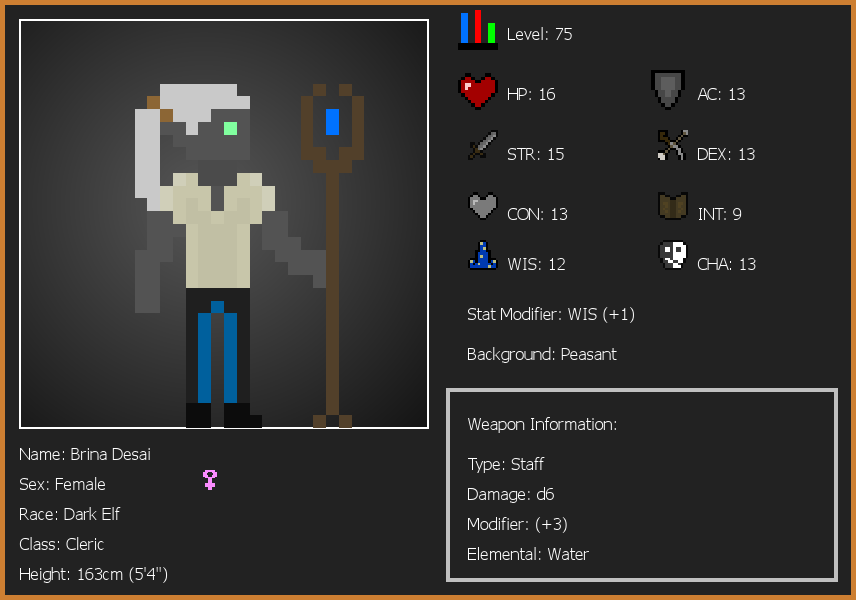 Level: 75
HP: 16
AC: 13
STR: 15
DEX: 13
CON: 13
INT: 9
WIS: 12
CHA: 13
Stat Modifier: WIS (+1)
Background: Peasant
Weapon Information:
Type: Staff
Damage: d6
Modifier: (+3)
Elemental: Water
Name: Brina Desai
Sex: Female
Race: Dark Elf
Class: Cleric
Height: 163cm (5'4")